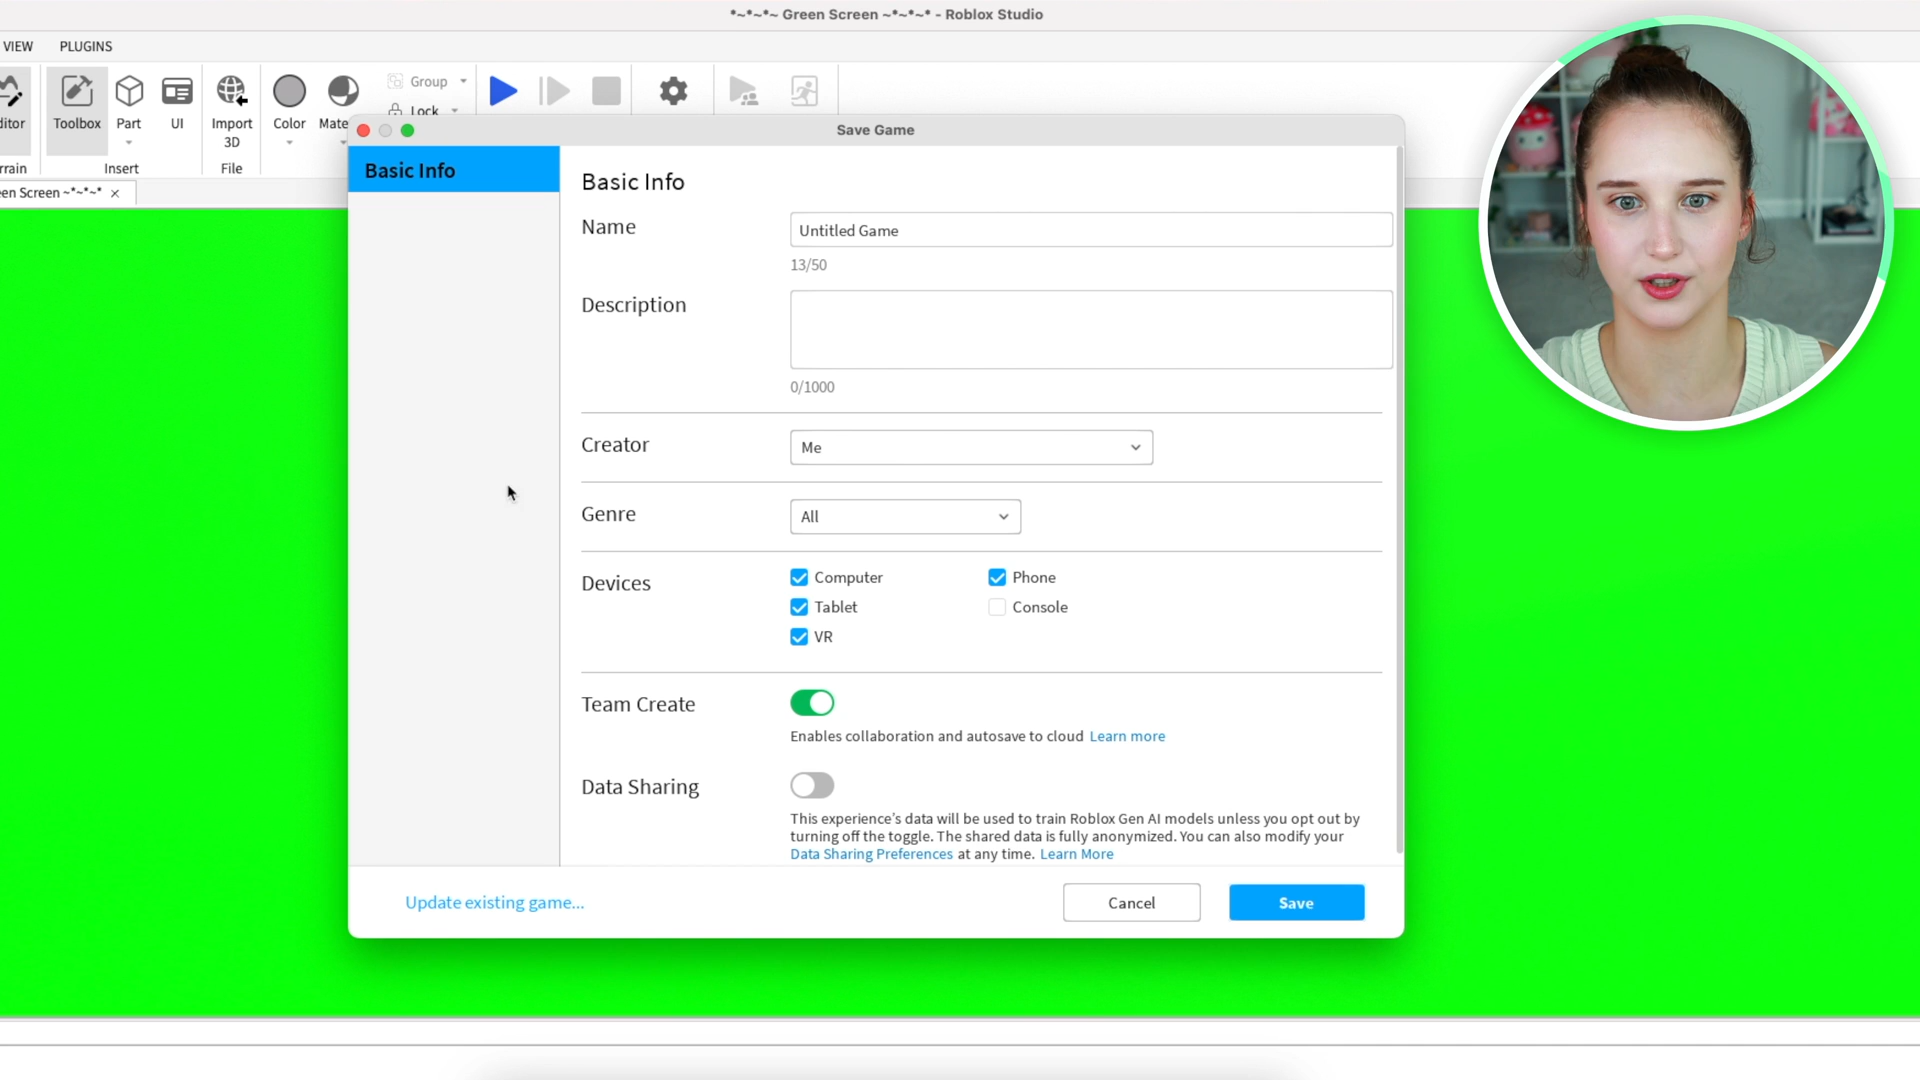 *~*~*~ Green Screen ~*~*~* - Roblox Studio
VIEW PLUGINS
Group
Lock
Toolbox Part UI Import 3D Color Mate
Insert File
een Screen ~*~*~* ×
Save Game
Basic Info
Basic Info
Name
Untitled Game
13/50
Description
0/1000
Creator
Me
Genre
All
Devices
Computer
Phone
Tablet
Console
VR
Team Create
Enables collaboration and autosave to cloud Learn more
Data Sharing
This experience's data will be used to train Roblox Gen AI models unless you opt out by
turning off the toggle. The shared data is fully anonymized. You can also modify your
Data Sharing Preferences at any time. Learn More
Update existing game...
Cancel
Save